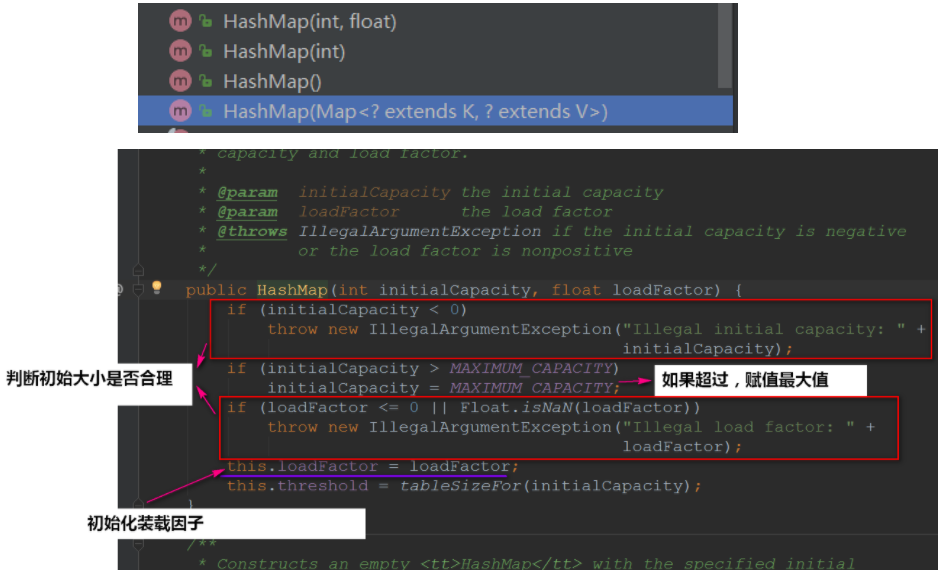 HashMap(int, float)
HashMap(int)
HashMap()
HashMap(Map<? extends K, ? extends V>)
* capacity and load factor.
*
* @param initialCapacity the initial capacity
* @param loadFactor the load factor
* @throws IllegalArgumentException if the initial capacity is negative
* or the load factor is nonpositive
*/
public HashMap(int initialCapacity, float loadFactor) {
if (initialCapacity < 0)
throw new IllegalArgumentException("Illegal initial capacity: " +
initialCapacity);
判断初始大小是否合理
if (initialCapacity > MAXIMUM_CAPACITY)
initialCapacity = MAXIMUM_CAPACITY;
如果超过，赋值最大值
if (loadFactor <= 0 || Float.isNaN(loadFactor))
throw new IllegalArgumentException("Illegal load factor: " +
loadFactor);
this.loadFactor = loadFactor;
this.threshold = tableSizeFor(initialCapacity);
}
初始化装载因子
/**
* Constructs an empty <tt>HashMap</tt> with the specified initial